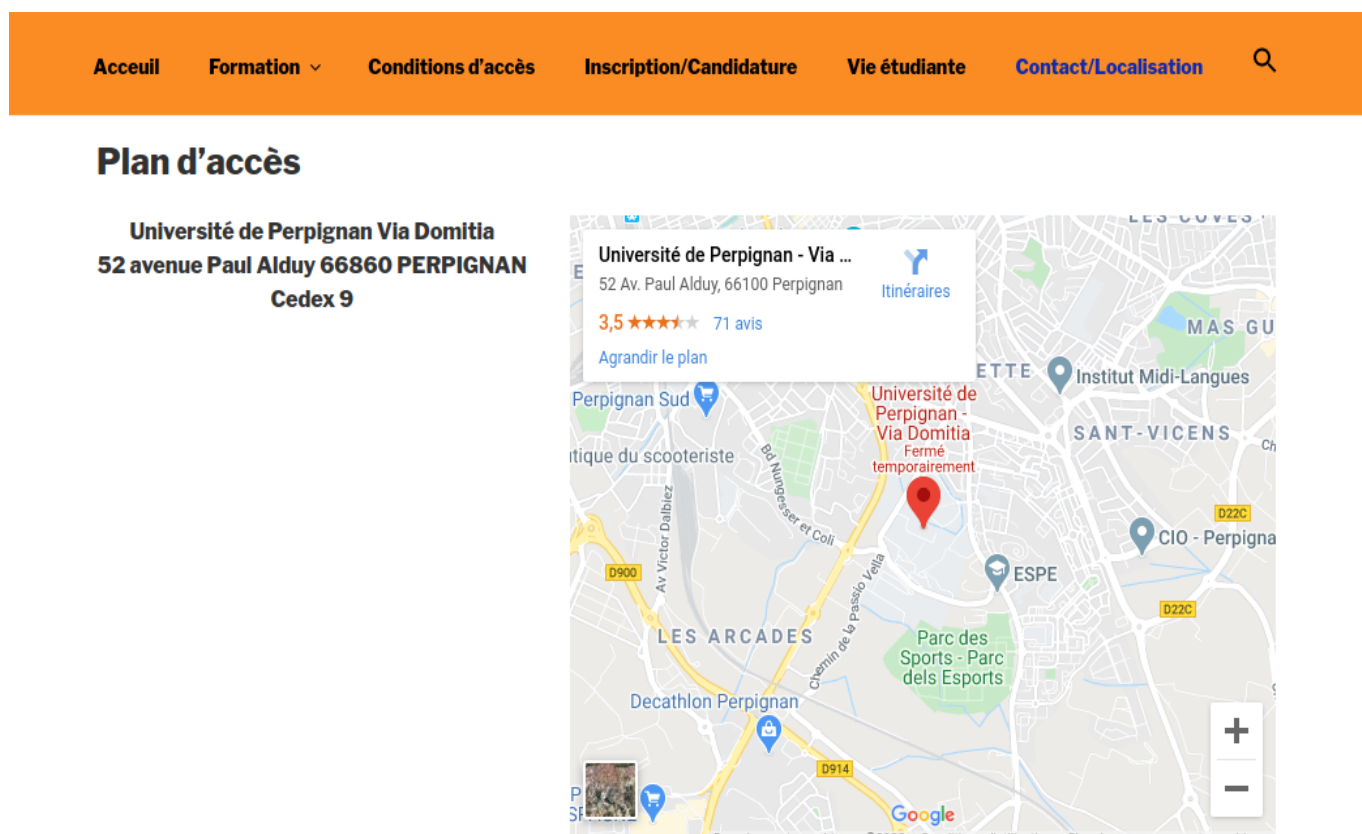 Acceuil Formation Conditions d'accès Inscription/Candidature Vie étudiante Contact/Localisation
Plan d'accès
Université de Perpignan Via Domitia
52 avenue Paul Alduy 66860 PERPIGNAN
Cedex 9
Université de Perpignan - Via ...
52 Av. Paul Alduy, 66100 Perpignan
3,5 71 avis
Agrandir le plan
Itinéraires
MAS GU
ETTE
Institut Midi-Langues
Perpignan Sud
Université de
Perpignan -
Via Domitia
Fermé
temporairement
SANT-VICENS
Ch
tique du scooteriste
Bd Nungesser et Coli
Av Victor Dalbiez
D22C
CIO - Perpigna
D900
ESPE
Chemin de la Passio Vella
D22C
LES ARCADES
Parc des
Sports - Parc
dels Esports
Decathlon Perpignan
D914
+
−
Google